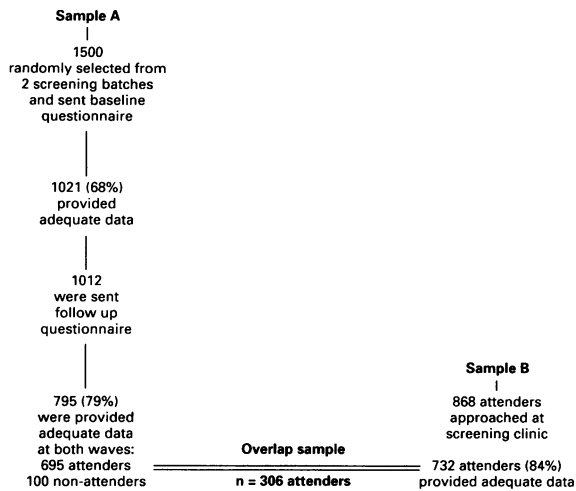 Sample A
1500
randomly selected from
2 screening batches
and sent baseline
questionnaire
1021 (68%)
provided
adequate data
1012
were sent
follow up
questionnaire
795 (79%)
were provided
adequate data
at both waves:
695 attenders
100 non-attenders
Overlap sample
n = 306 attenders
Sample B
868 attenders
approached at
screening clinic
732 attenders (84%)
provided adequate data